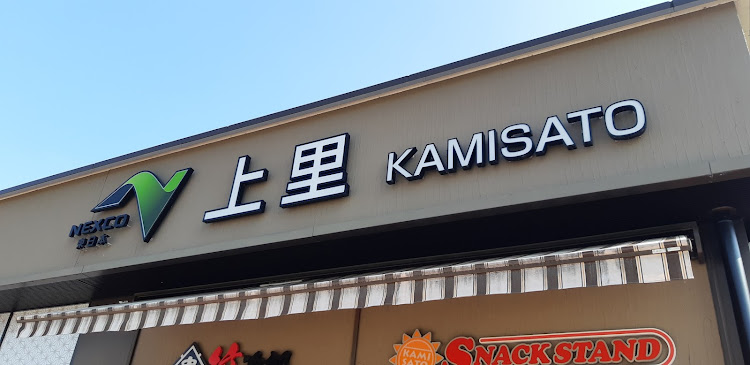 NEXCO
東日本
上里
KAMISATO
KAMI
SATO
SNACK STAND